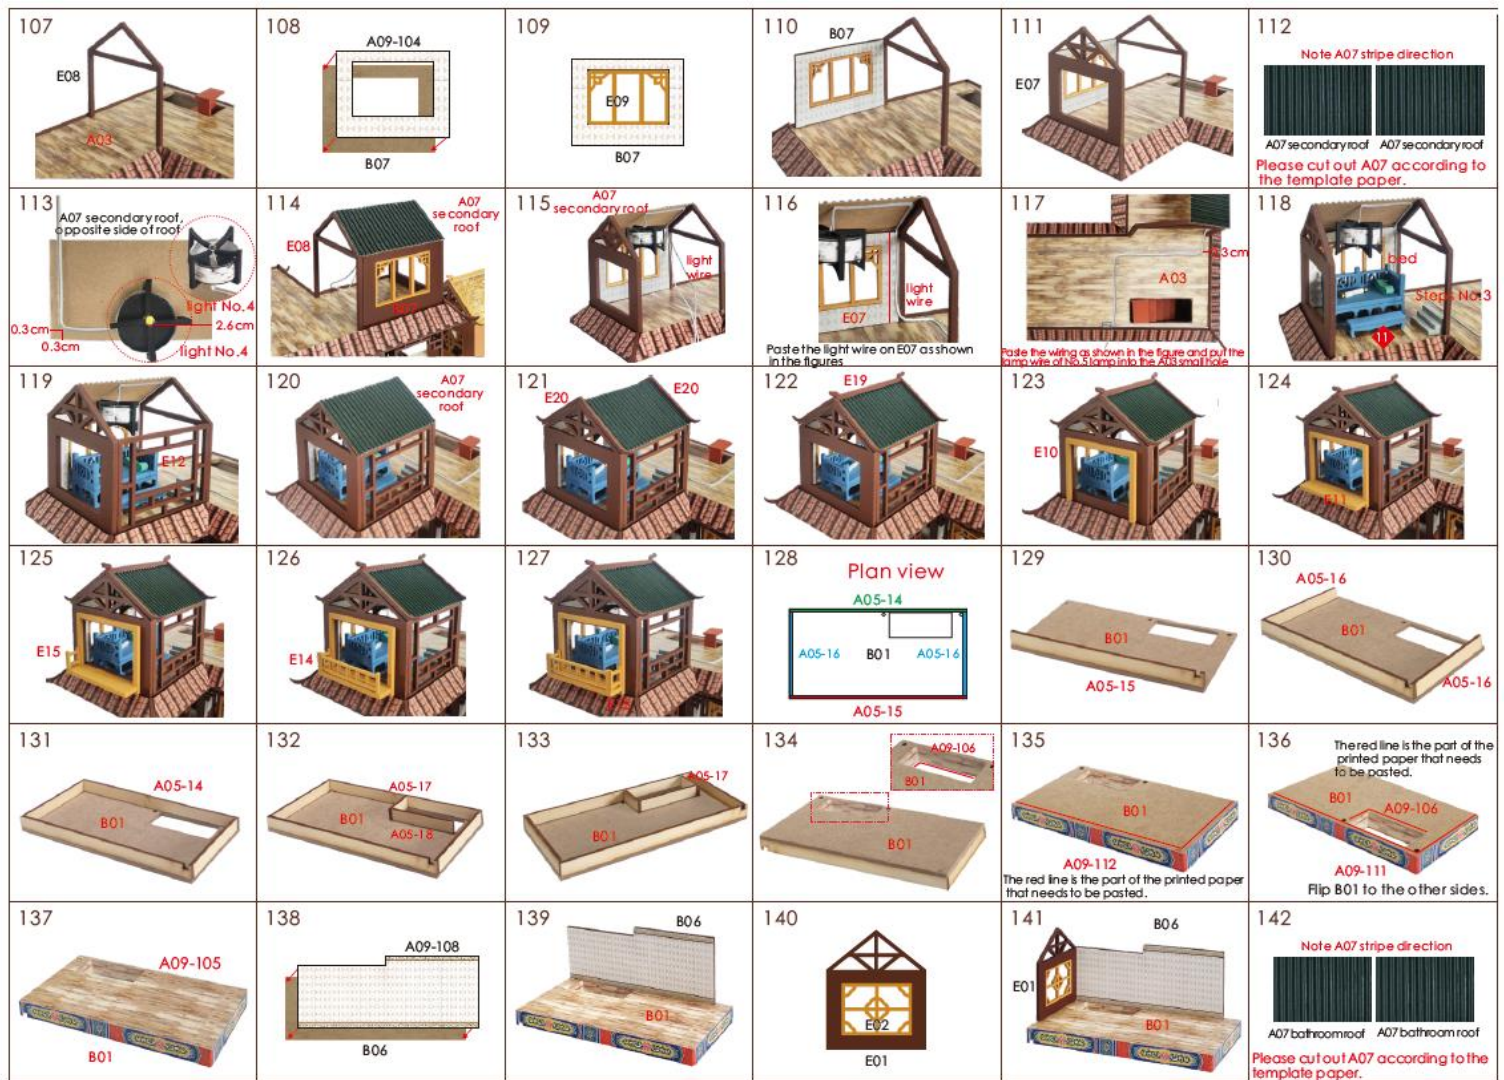 107
E08
A03
108
A09-104
B07
109
E09
B07
110
B07
111
E07
112
Note A07 stripe direction
A07 secondary roof
A07 secondary roof
Please cut out A07 according to
the template paper.
113
A07 secondary roof,
opposite side of roof
light No.4
0.3cm
0.3cm
2.6cm
light No.4
114
A07
secondary
roof
E08
115
A07
secondary roof
light
wire
116
light
wire
E07
Paste the light wire on E07 as shown
in the figures
117
0.3cm
A03
Paste the wiring as shown in the figure and put the
lamp wire of No.5 lamp into the A03 small hole
118
bed
Steps No.3
11
119
E12
120
A07
secondary
roof
121
E20
E20
122
E19
123
E10
124
E11
125
E15
126
E14
127
128
Plan view
A05-14
A05-16
B01
A05-16
A05-15
129
B01
A05-15
130
A05-16
B01
A05-16
131
A05-14
B01
132
A05-17
B01
A05-18
133
A05-17
B01
134
A09-106
B01
B01
135
B01
A09-112
The red line is the part of the printed paper
that needs to be pasted.
136
The red line is the part of the
printed paper that needs
to be pasted.
B01
A09-106
A09-111
Flip B01 to the other sides.
137
A09-105
B01
138
A09-108
B06
139
B06
B01
140
E02
E01
141
B06
E01
B01
142
Note A07 stripe direction
A07 bathroom roof
A07 bathroom roof
Please cut out A07 according to the
template paper.